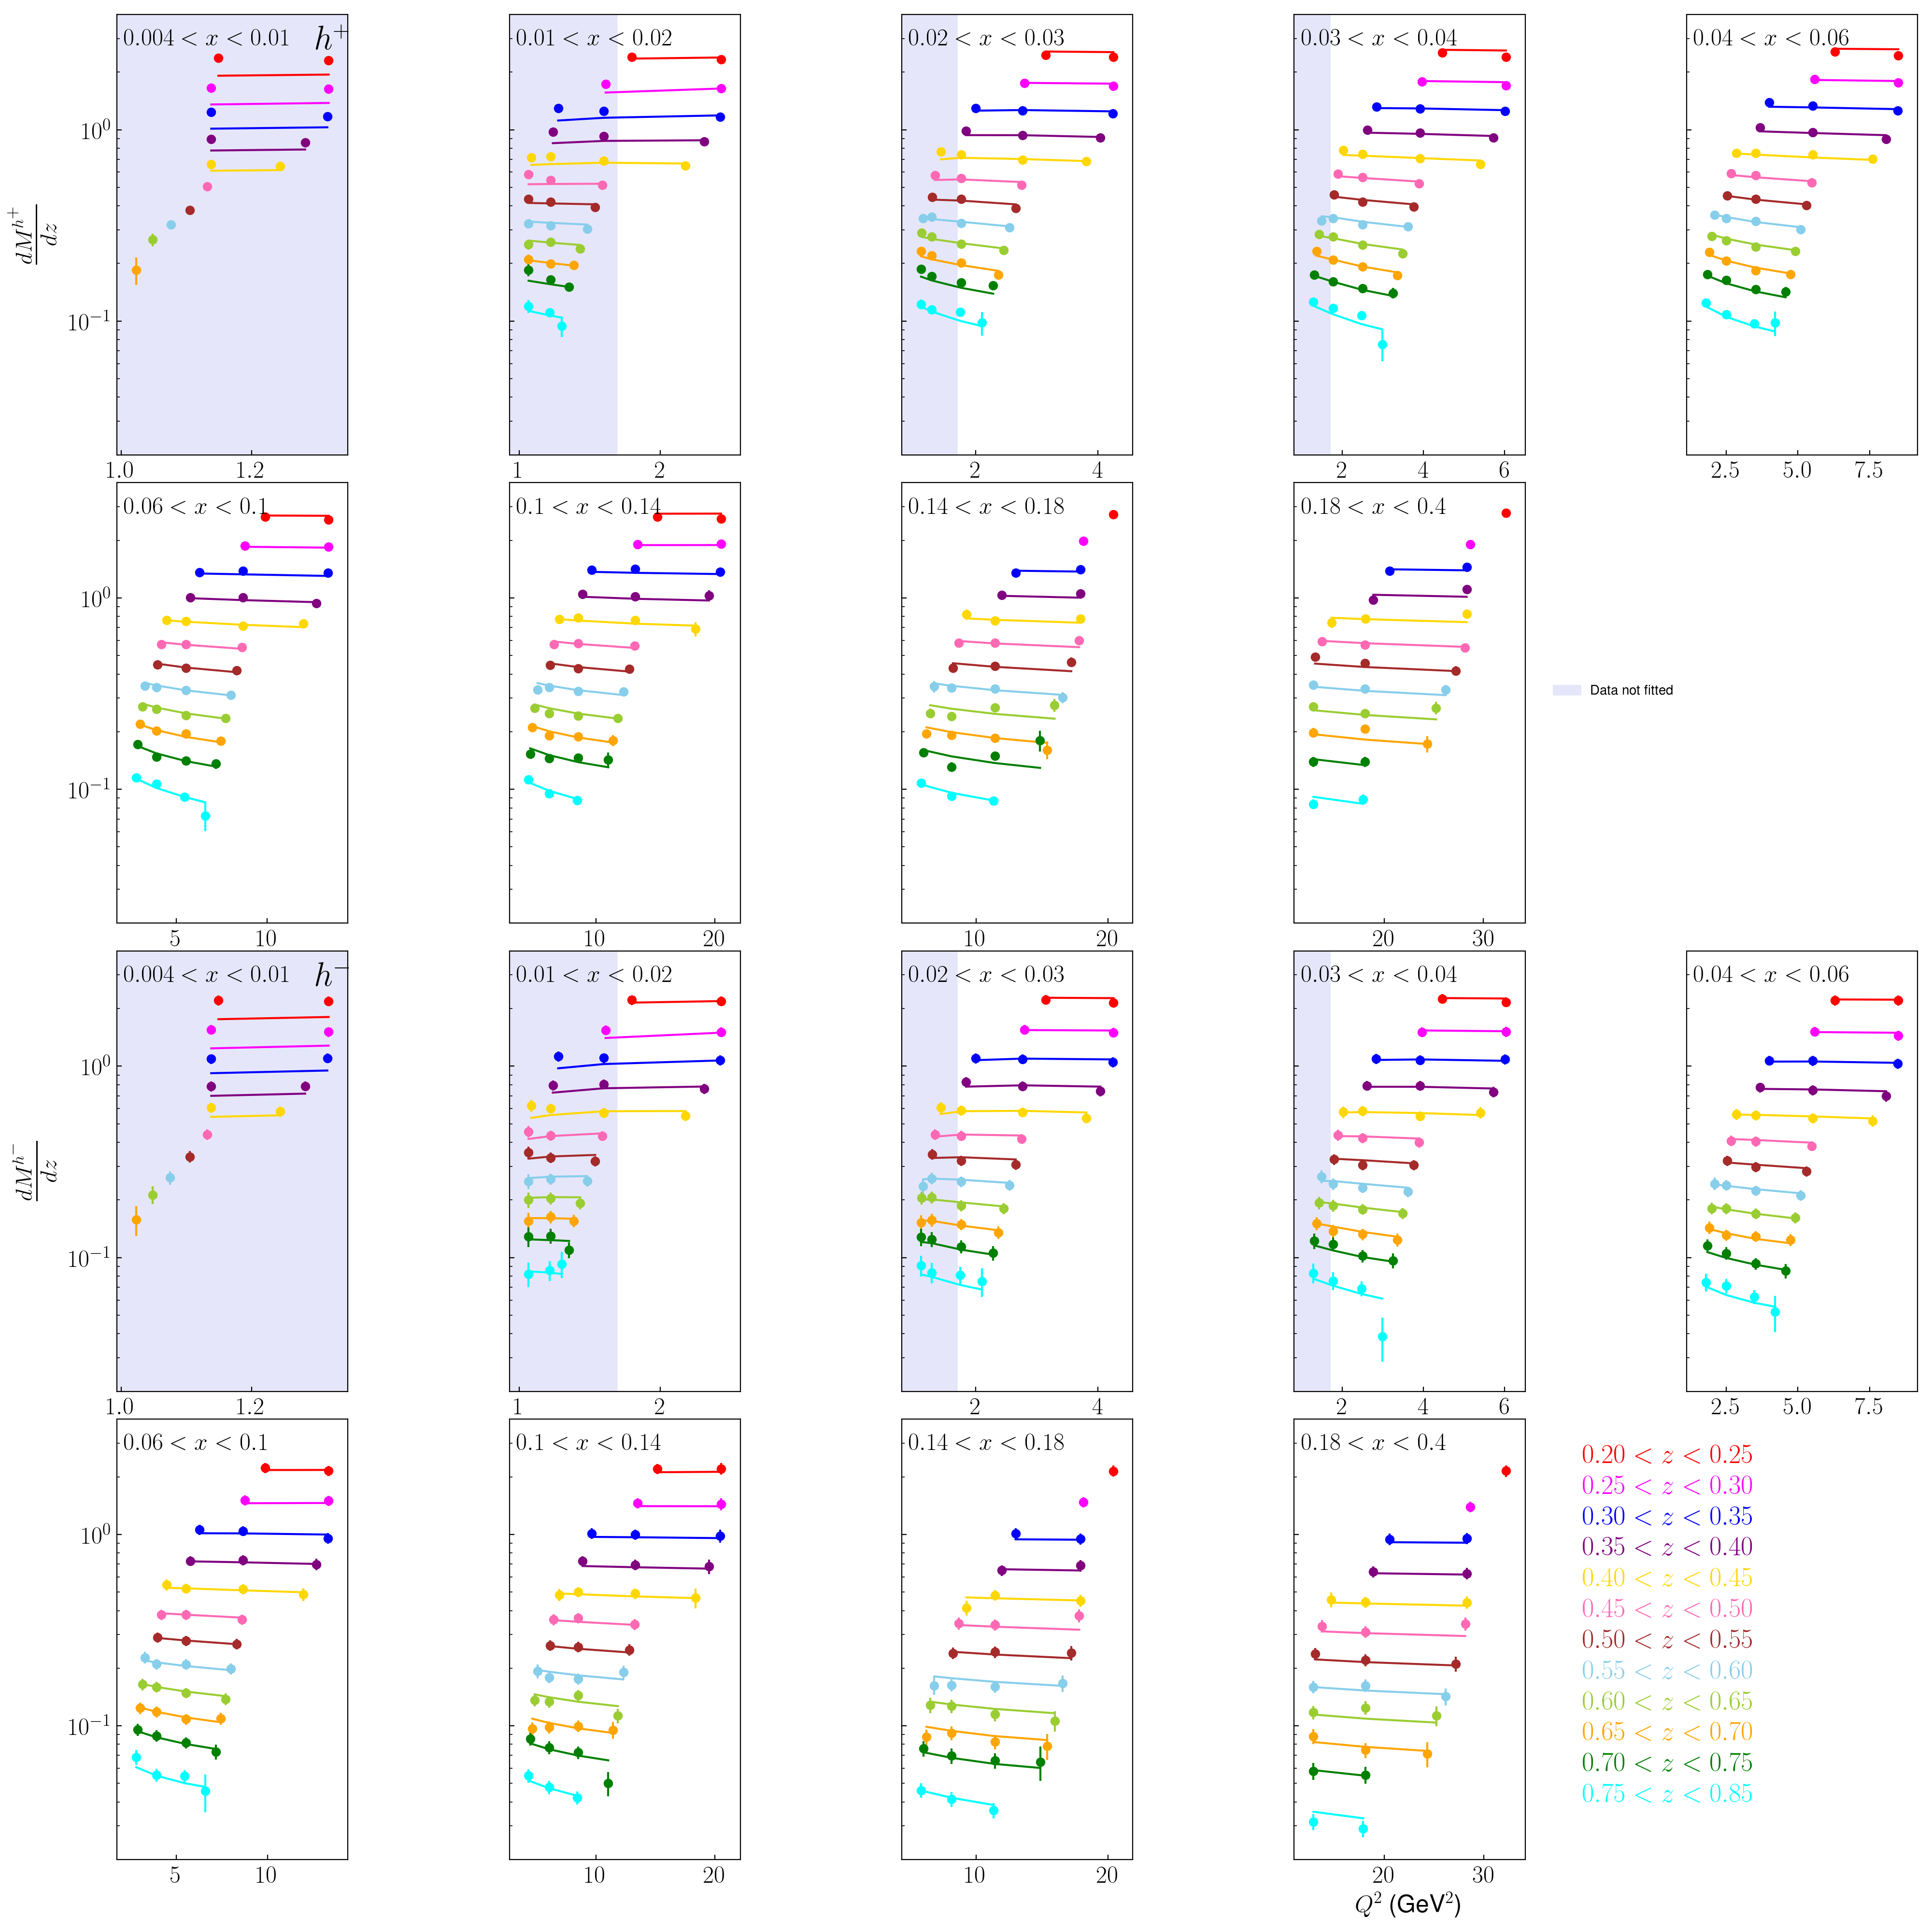 0.004 < x < 0.01 h⁺
0.01 < x < 0.02
0.02 < x < 0.03
0.03 < x < 0.04
0.04 < x < 0.06
dM^{h⁺}
dz
10⁰
10⁻¹
1.0 1.2
1 2
2 4
2 4 6
2.5 5.0 7.5
0.06 < x < 0.1
0.1 < x < 0.14
0.14 < x < 0.18
0.18 < x < 0.4
10⁰
10⁻¹
Data not fitted
5 10
10 20
10 20
20 30
0.004 < x < 0.01 h⁻
0.01 < x < 0.02
0.02 < x < 0.03
0.03 < x < 0.04
0.04 < x < 0.06
dM^{h⁻}
dz
10⁰
10⁻¹
1.0 1.2
1 2
2 4
2 4 6
2.5 5.0 7.5
0.06 < x < 0.1
0.1 < x < 0.14
0.14 < x < 0.18
0.18 < x < 0.4
10⁰
10⁻¹
5 10
10 20
10 20
20 30
Q² (GeV²)
0.20 < z < 0.25
0.25 < z < 0.30
0.30 < z < 0.35
0.35 < z < 0.40
0.40 < z < 0.45
0.45 < z < 0.50
0.50 < z < 0.55
0.55 < z < 0.60
0.60 < z < 0.65
0.65 < z < 0.70
0.70 < z < 0.75
0.75 < z < 0.85